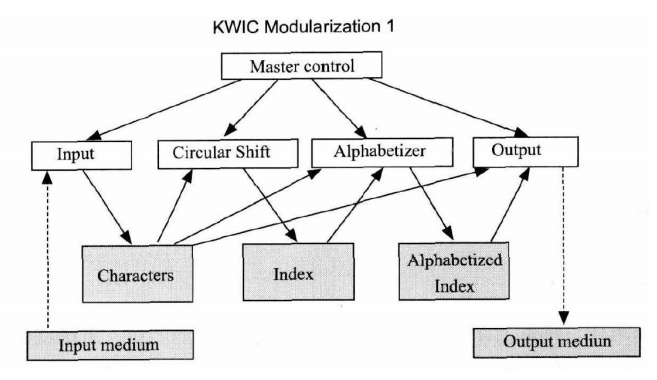 KWIC Modularization 1
Master control
Input
Circular Shift
Alphabetizer
Output
Characters
Index
Alphabetized
Index
Input medium
Output mediun